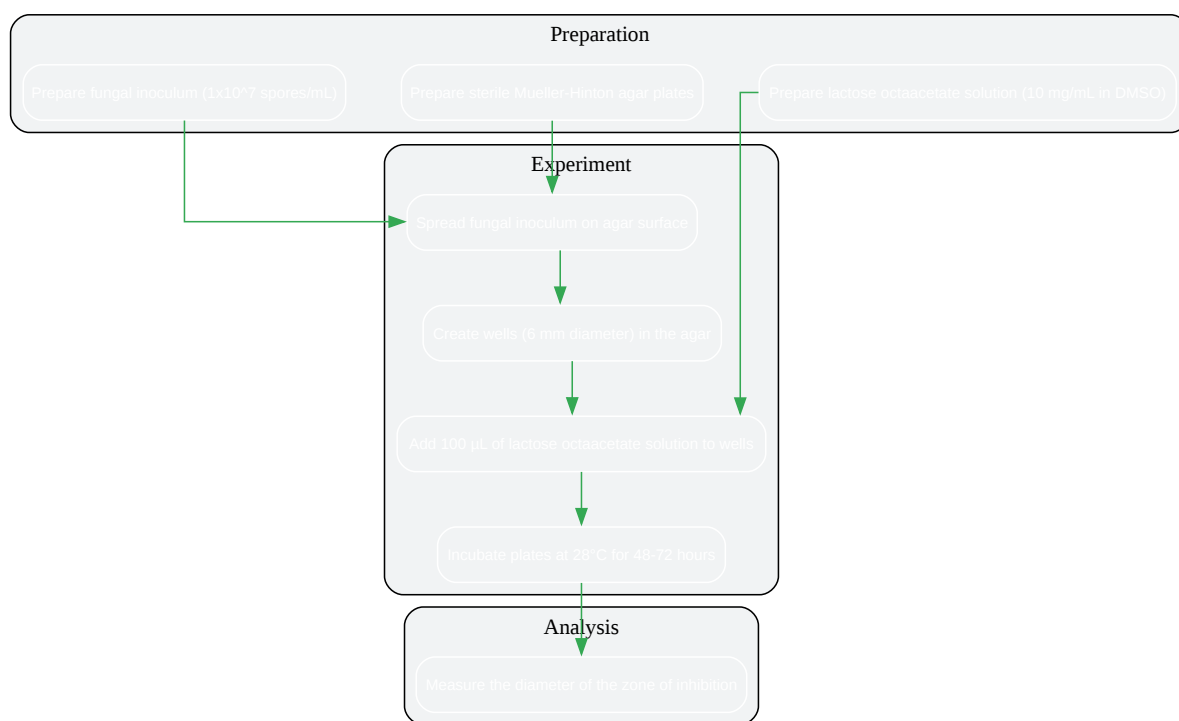 Preparation
Prepare fungal inoculum (1x10^7 spores/mL)
Prepare sterile Mueller-Hinton agar plates
Prepare lactose octaacetate solution (10 mg/mL in DMSO)
Experiment
Spread fungal inoculum on agar surface
Create wells (6 mm diameter) in the agar
Add 100 µL of lactose octaacetate solution to wells
Incubate plates at 28°C for 48-72 hours
Analysis
Measure the diameter of the zone of inhibition